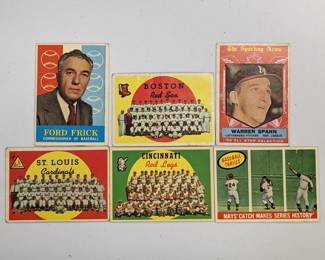 FORD FRICK
COMMISSIONER OF BASEBALL
BOSTON
Red Sox
The Sporting News
WARREN SPAHN
'58 ALL STAR SELECTION
ST. LOUIS
Cardinals
CINCINNATI
Red Legs
BASEBALL
THRILLS
MAYS' CATCH MAKES SERIES HISTORY